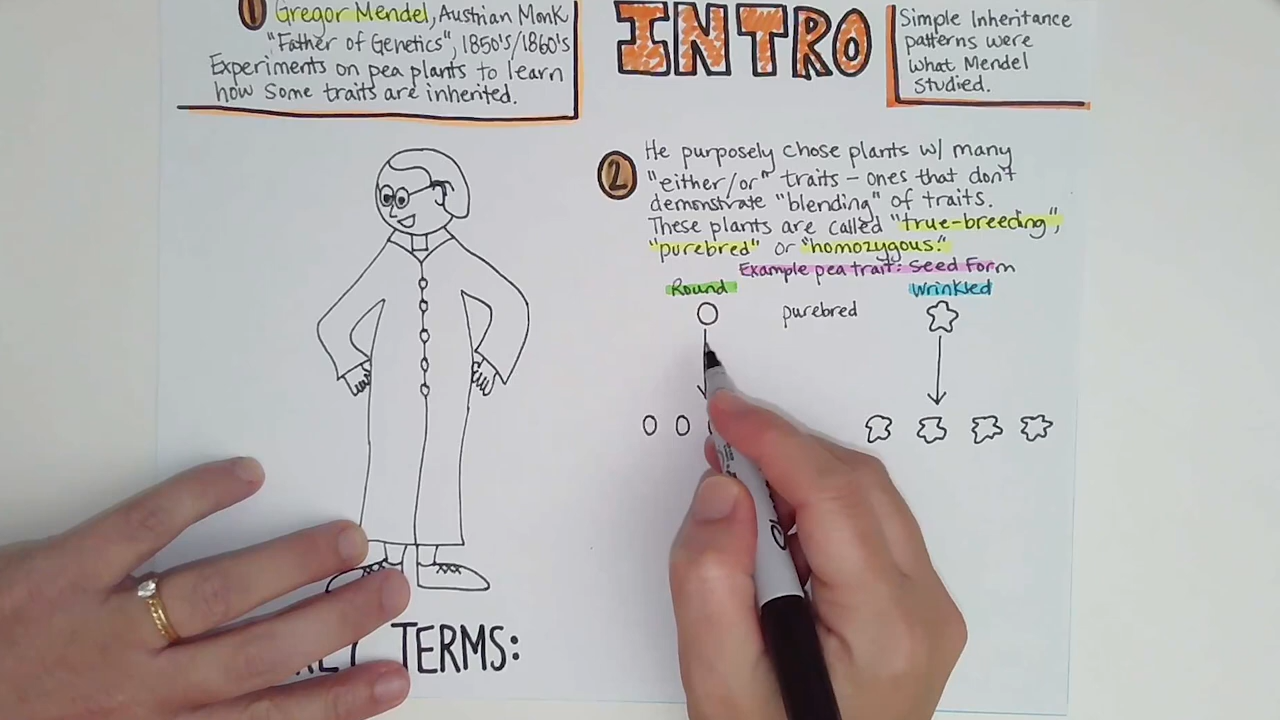 1 Gregor Mendel, Austrian Monk
"Father of Genetics", 1850's/1860's
Experiments on pea plants to learn
how some traits are inherited.
INTRO
Simple Inheritance
patterns were
what Mendel
studied.
2 He purposely chose plants w/ many
"either/or" traits – ones that don't
demonstrate "blending" of traits.
These plants are called "true-breeding",
"purebred" or "homozygous."
Example pea trait: Seed Form
Round
Wrinkled
purebred
TERMS: